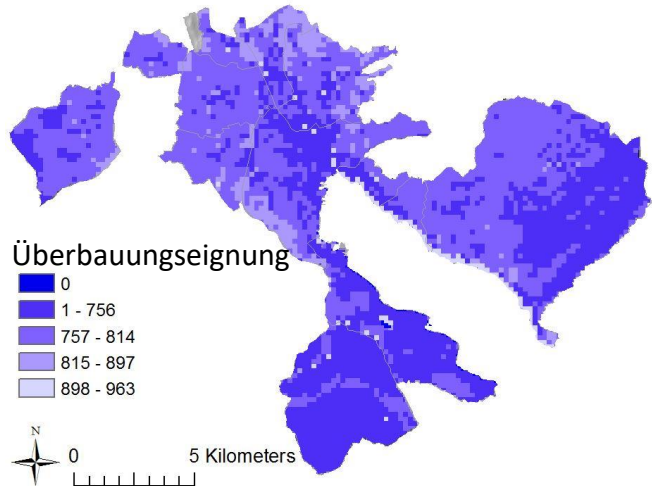 Überbauungseignung
0
1 - 756
757 - 814
815 - 897
898 - 963
N
0 5 Kilometers